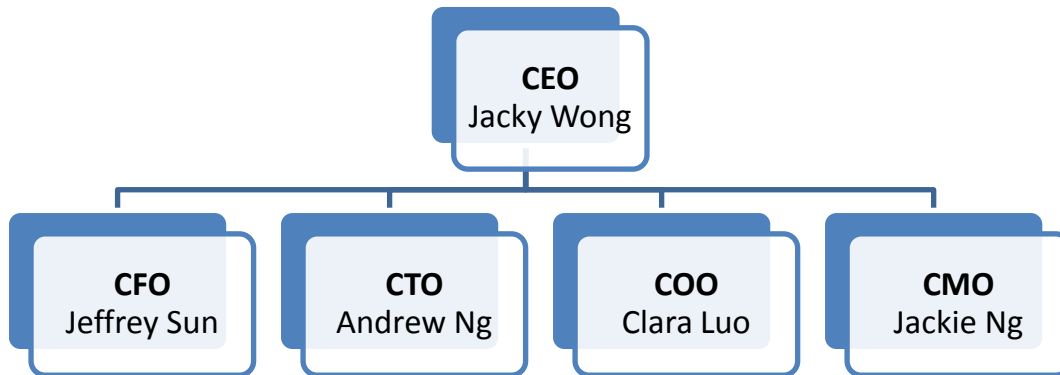 CEO
Jacky Wong
CFO
Jeffrey Sun
CTO
Andrew Ng
COO
Clara Luo
CMO
Jackie Ng